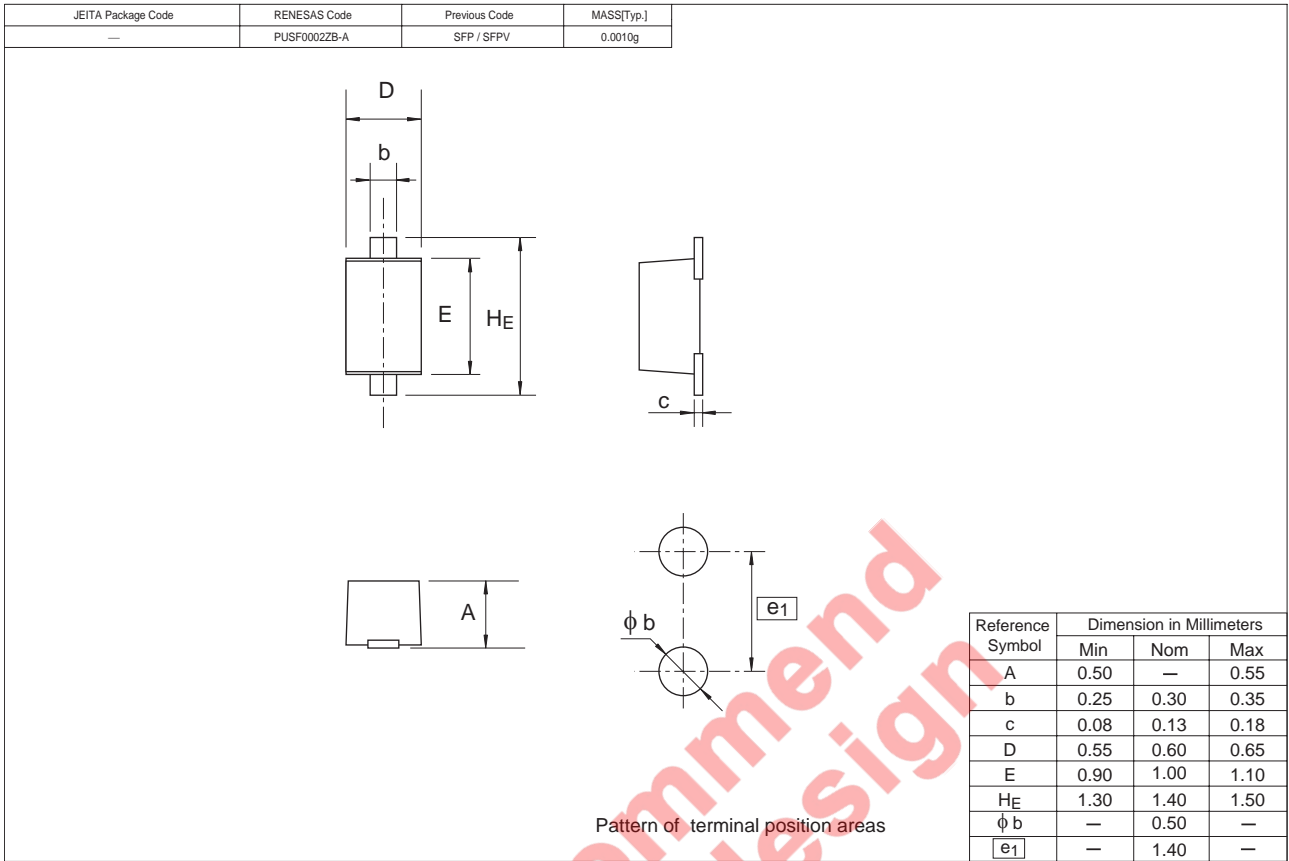 JEITA Package Code RENESAS Code Previous Code MASS[Typ.]
— PUSF0002ZB-A SFP / SFPV 0.0010g
D
b
E
HE
c
A
e1
ϕ b
Pattern of terminal position areas
ommend
esign
Reference Symbol Dimension in Millimeters
Min Nom Max
A 0.50 — 0.55
b 0.25 0.30 0.35
c 0.08 0.13 0.18
D 0.55 0.60 0.65
E 0.90 1.00 1.10
HE 1.30 1.40 1.50
ϕ b — 0.50 —
e1 — 1.40 —